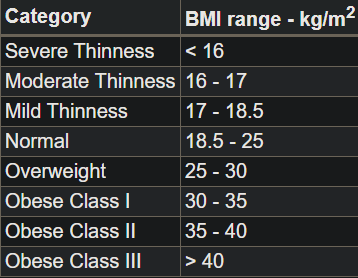 Category BMI range - kg/m²
Severe Thinness < 16
Moderate Thinness 16 - 17
Mild Thinness 17 - 18.5
Normal 18.5 - 25
Overweight 25 - 30
Obese Class I 30 - 35
Obese Class II 35 - 40
Obese Class III > 40